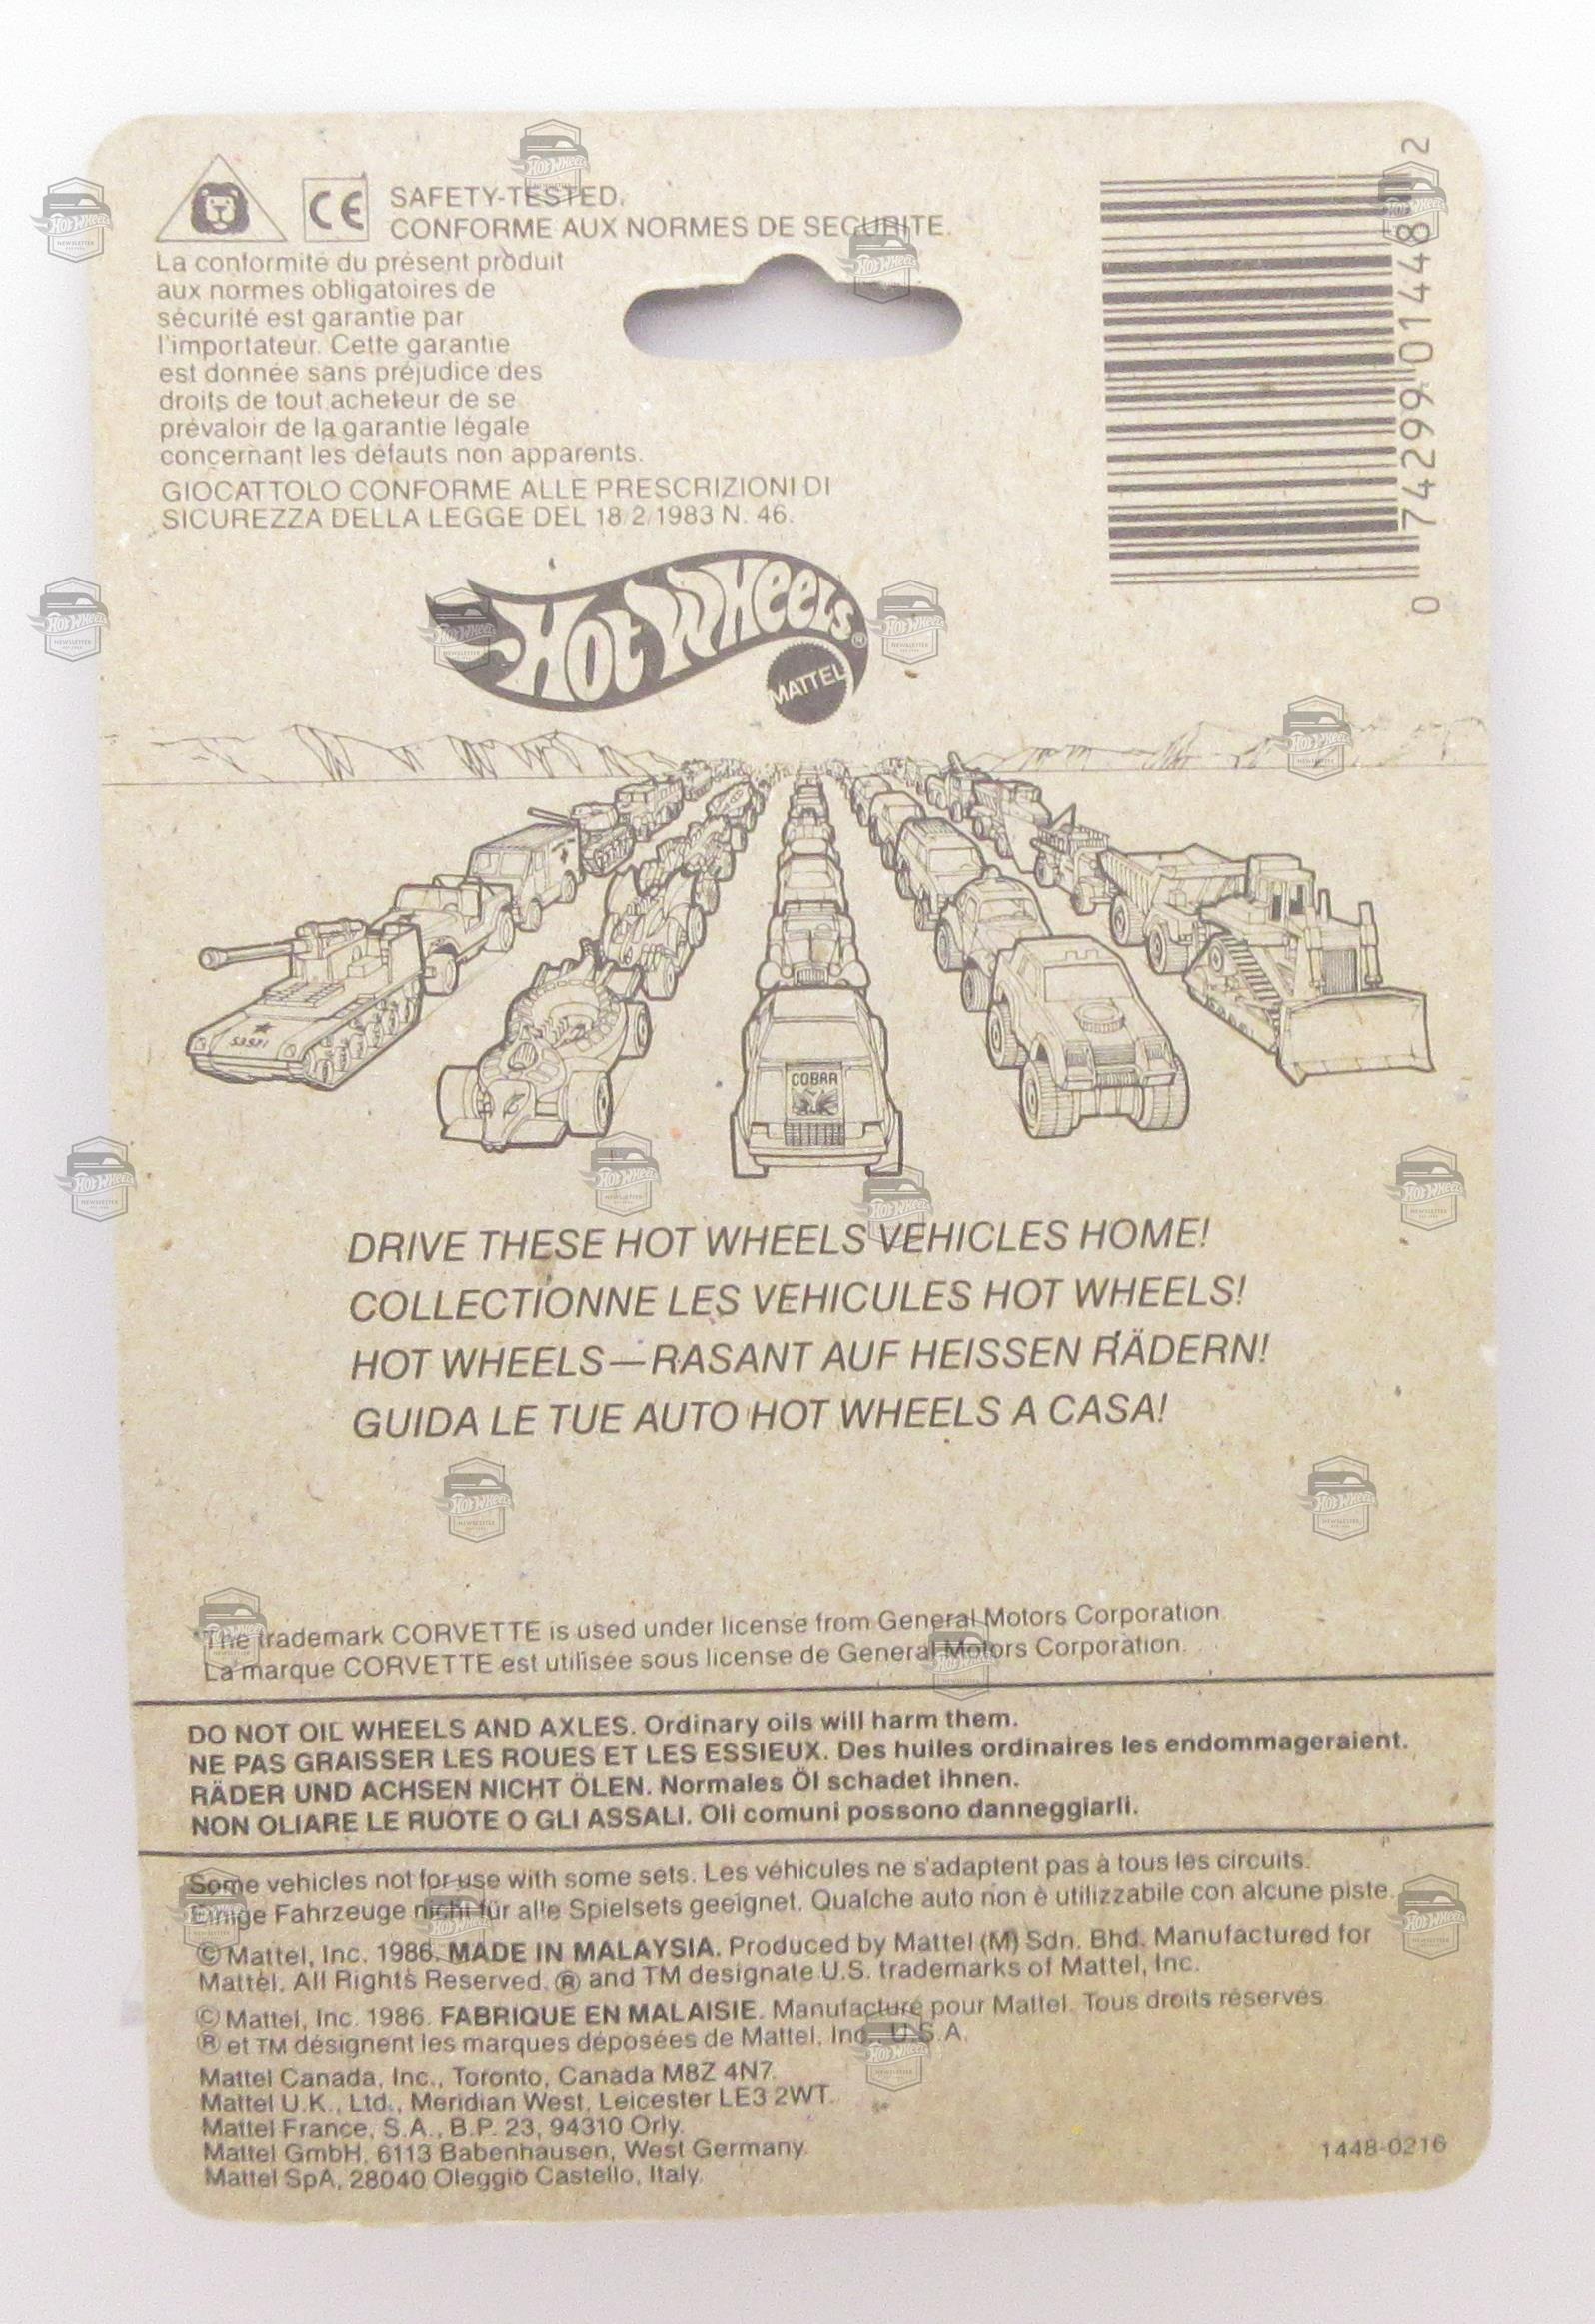 SAFETY-TESTED.
CONFORME AUX NORMES DE SECURITE.
La conformité du présent produit
aux normes obligatoires de
sécurité est garantie par
l'importateur. Cette garantie
est donnée sans préjudice des
droits de tout acheteur de se
prévaloir de la garantie légale
concernant les défauts non apparents.
GIOCATTOLO CONFORME ALLE PRESCRIZIONI DI
SICUREZZA DELLA LEGGE DEL 18/2/1983 N. 46.
0 74299 01448 2
HOT WHEELS®
MATTEL
COBRA
DRIVE THESE HOT WHEELS VEHICLES HOME!
COLLECTIONNE LES VEHICULES HOT WHEELS!
HOT WHEELS—RASANT AUF HEISSEN RÄDERN!
GUIDA LE TUE AUTO HOT WHEELS A CASA!
The trademark CORVETTE is used under license from General Motors Corporation.
La marque CORVETTE est utilisée sous license de General Motors Corporation.
DO NOT OIL WHEELS AND AXLES. Ordinary oils will harm them.
NE PAS GRAISSER LES ROUES ET LES ESSIEUX. Des huiles ordinaires les endommageraient.
RÄDER UND ACHSEN NICHT ÖLEN. Normales Öl schadet ihnen.
NON OLIARE LE RUOTE O GLI ASSALI. Oli comuni possono danneggiarli.
Some vehicles not for use with some sets. Les véhicules ne s'adaptent pas à tous les circuits.
Einige Fahrzeuge nicht für alle Spielsets geeignet. Qualche auto non è utilizzabile con alcune piste.
© Mattel, Inc. 1986. MADE IN MALAYSIA. Produced by Mattel (M) Sdn. Bhd. Manufactured for
Mattel. All Rights Reserved. ® and TM designate U.S. trademarks of Mattel, Inc.
© Mattel, Inc. 1986. FABRIQUE EN MALAISIE. Manufacturé pour Mattel. Tous droits réservés.
® et TM désignent les marques déposées de Mattel, Inc., U.S.A.
Mattel Canada, Inc., Toronto, Canada M8Z 4N7.
Mattel U.K., Ltd., Meridian West, Leicester LE3 2WT.
Mattel France, S.A., B.P. 23, 94310 Orly.
Mattel GmbH, 6113 Babenhausen, West Germany.
Mattel SpA, 28040 Oleggio Castello, Italy.
1448-0216